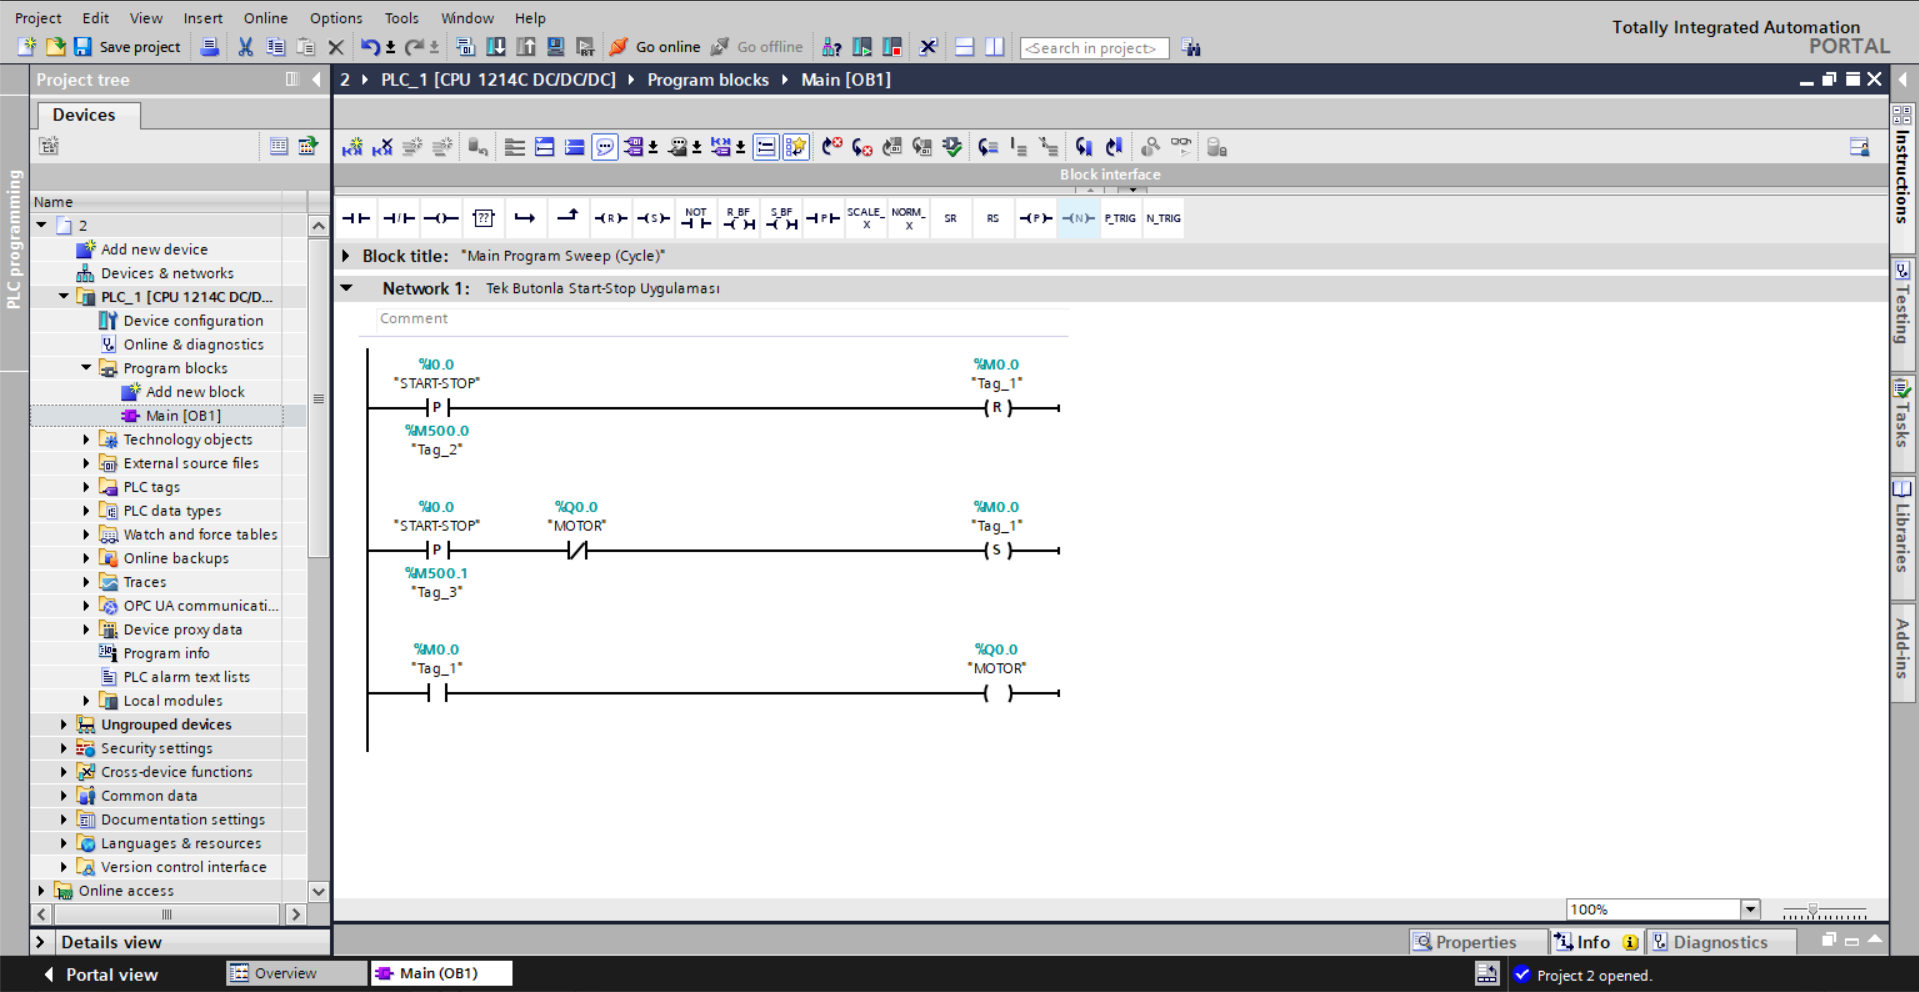 Project Edit View Insert Online Options Tools Window Help
Totally Integrated Automation
PORTAL
Save project
Go online
Go offline
<Search in project>
Project tree
2 PLC_1 [CPU 1214C DC/DC/DC] Program blocks Main [OB1]
Devices
PLC programming
Block interface
Name
2
Add new device
Devices & networks
PLC_1 [CPU 1214C DC/D...
Device configuration
Online & diagnostics
Program blocks
Add new block
Main [OB1]
Technology objects
External source files
PLC tags
PLC data types
Watch and force tables
Online backups
Traces
OPC UA communicati...
Device proxy data
Program info
PLC alarm text lists
Local modules
Ungrouped devices
Security settings
Cross-device functions
Common data
Documentation settings
Languages & resources
Version control interface
Online access
Details view
?? R S NOT R_BF S_BF P SCALE_X NORM_X SR RS P N P_TRIG N_TRIG
Block title: "Main Program Sweep (Cycle)"
Network 1: Tek Butonla Start-Stop Uygulaması
Comment
%I0.0 %M0.0
"START-STOP" "Tag_1"
P R
%M500.0
"Tag_2"
%I0.0 %Q0.0 %M0.0
"START-STOP" "MOTOR" "Tag_1"
P S
%M500.1
"Tag_3"
%M0.0 %Q0.0
"Tag_1" "MOTOR"
Instructions
Testing
Tasks
Libraries
Add-ins
100%
Properties Info Diagnostics
Portal view Overview Main (OB1) Project 2 opened.